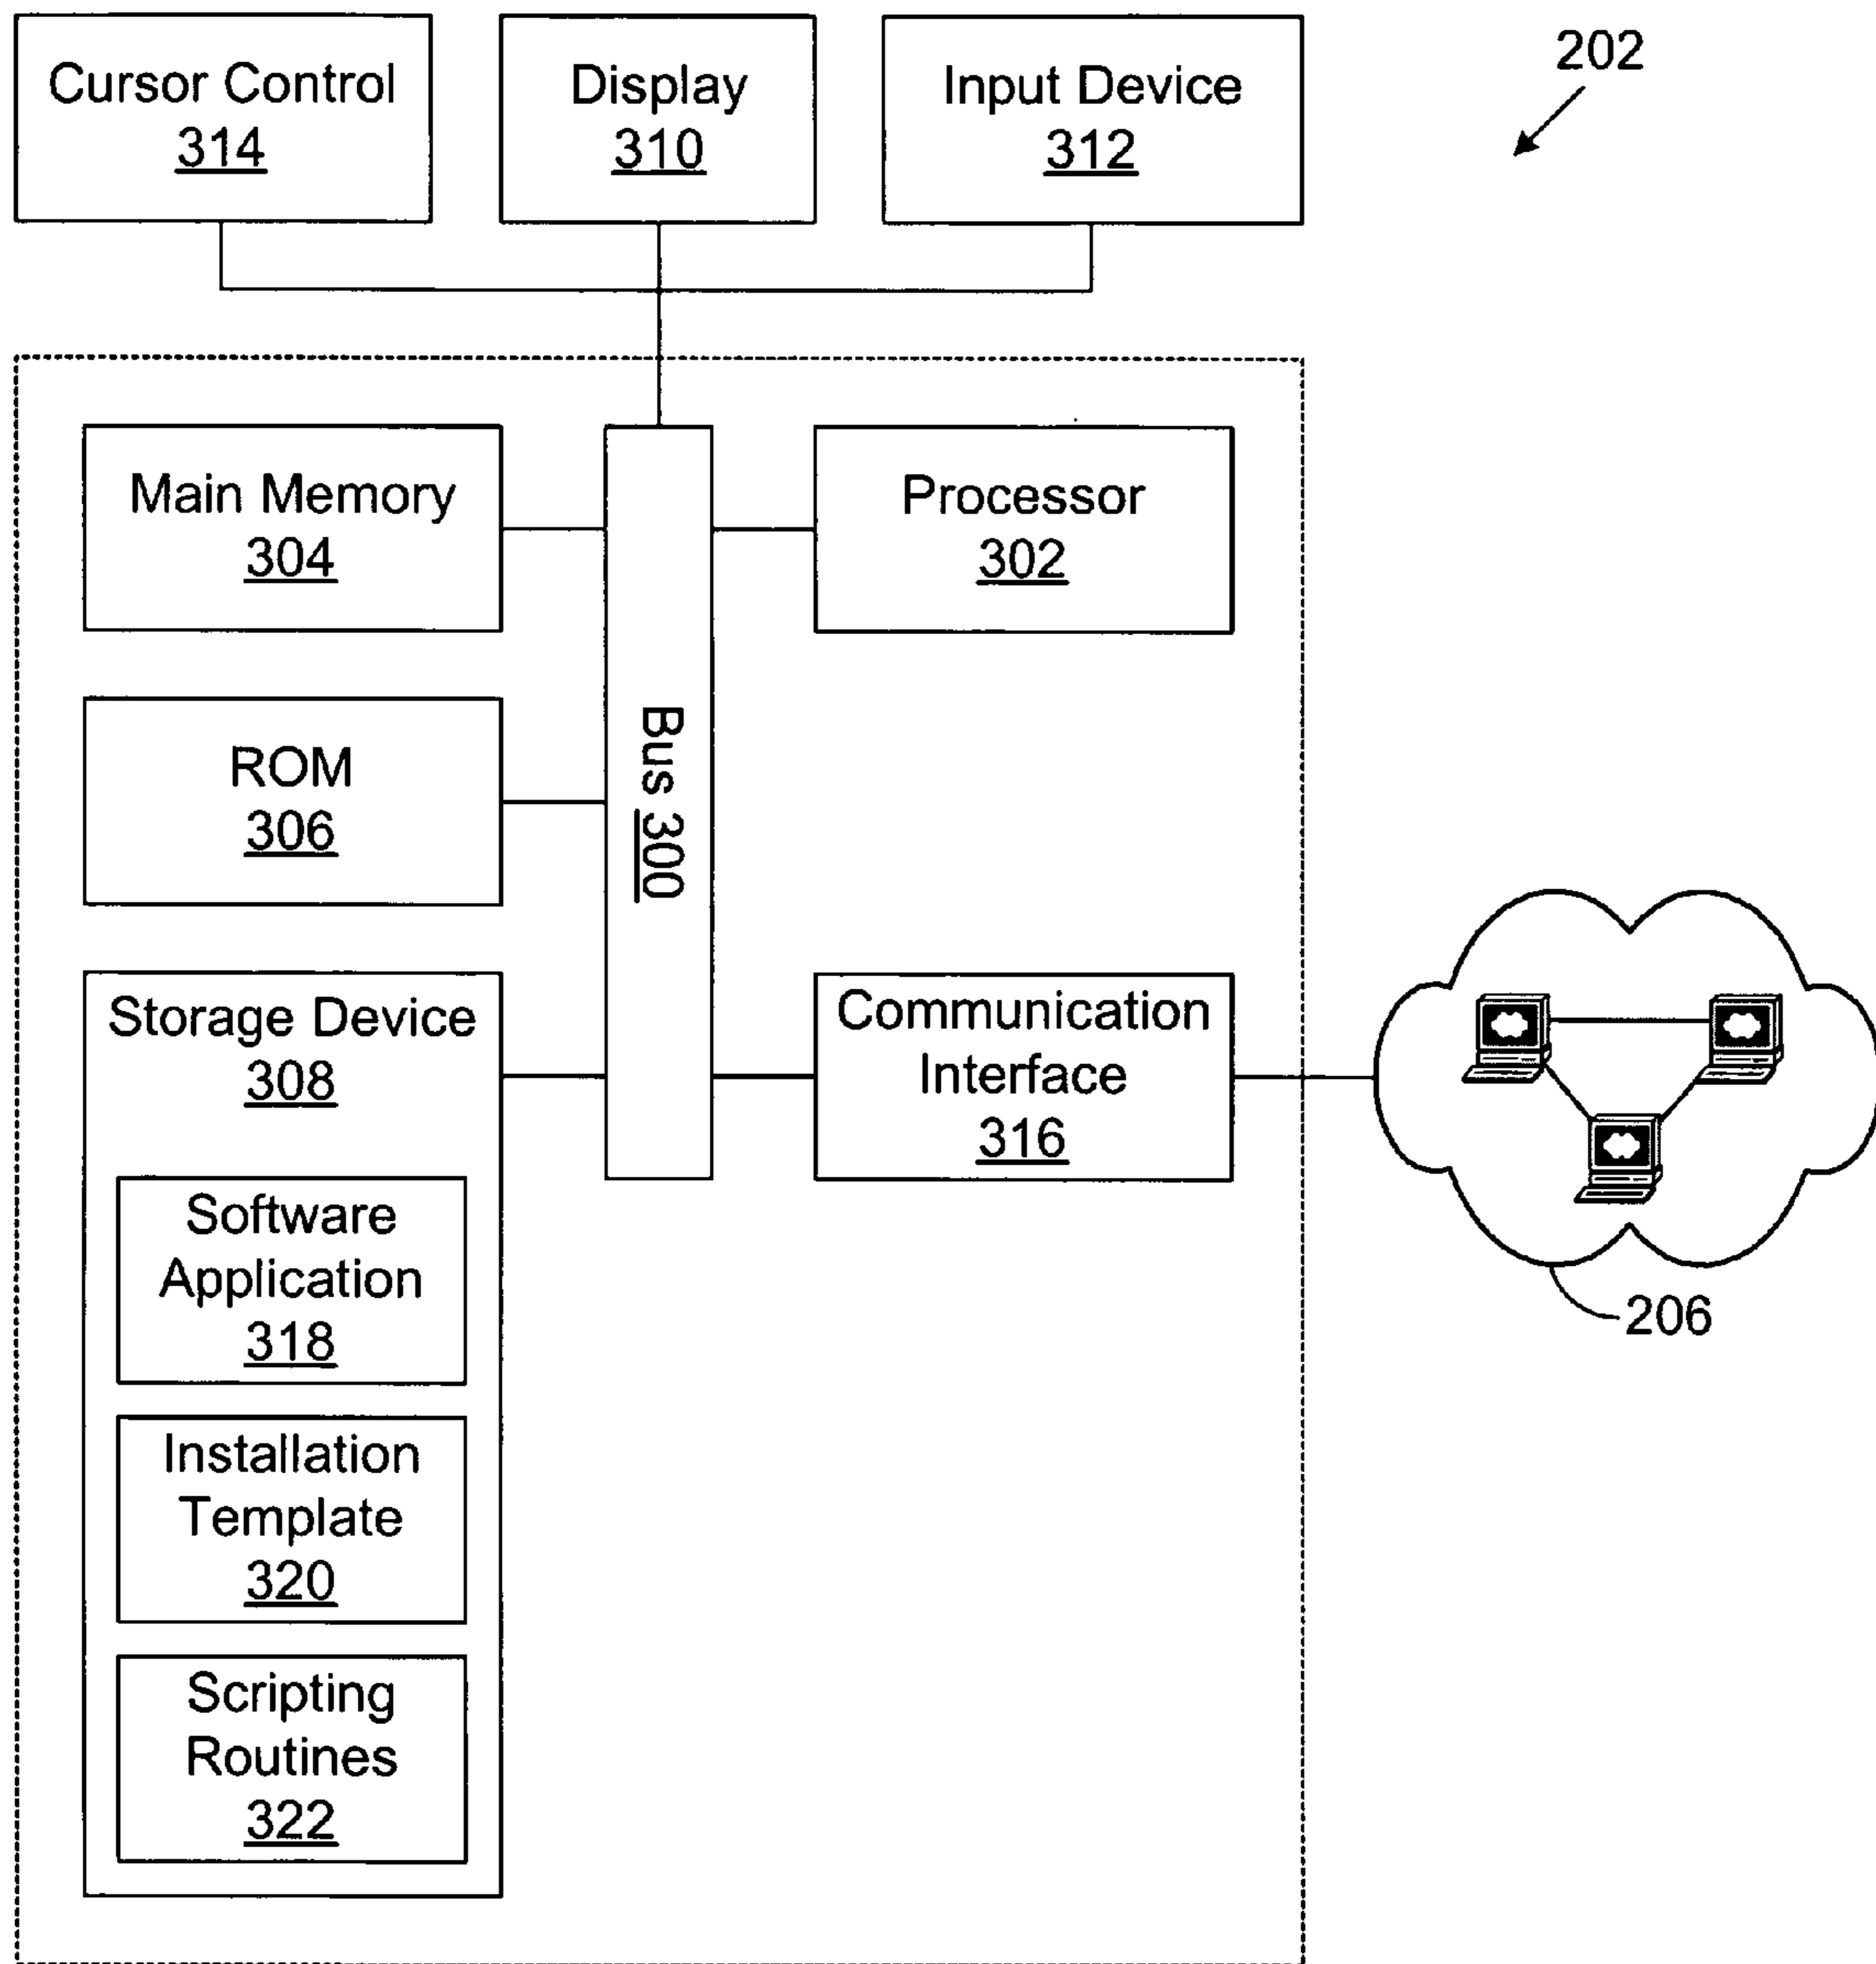 Cursor Control
314
Display
310
Input Device
312
202
Main Memory
304
Processor
302
ROM
306
Bus 300
Storage Device
308
Communication
Interface
316
Software
Application
318
206
Installation
Template
320
Scripting
Routines
322